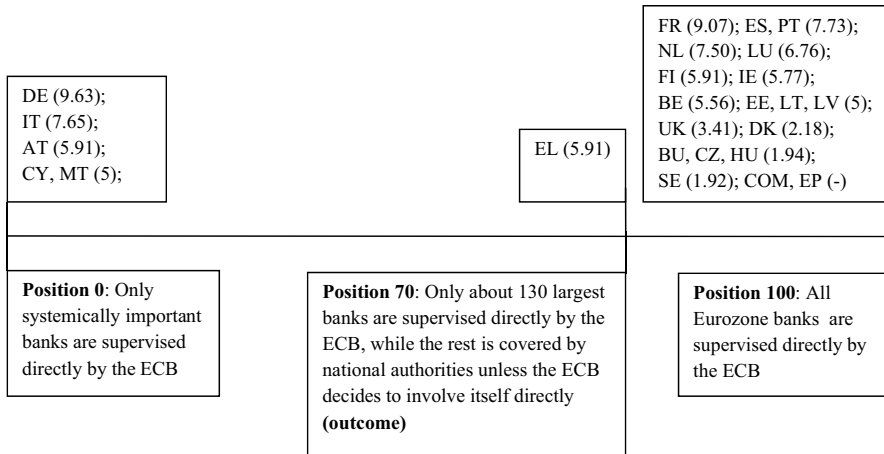 DE (9.63);
IT (7.65);
AT (5.91);
CY, MT (5);
EL (5.91)
FR (9.07); ES, PT (7.73);
NL (7.50); LU (6.76);
FI (5.91); IE (5.77);
BE (5.56); EE, LT, LV (5);
UK (3.41); DK (2.18);
BU, CZ, HU (1.94);
SE (1.92); COM, EP (-)
Position 0: Only
systemically important
banks are supervised
directly by the ECB
Position 70: Only about 130 largest
banks are supervised directly by the
ECB, while the rest is covered by
national authorities unless the ECB
decides to involve itself directly
(outcome)
Position 100: All
Eurozone banks are
supervised directly by
the ECB